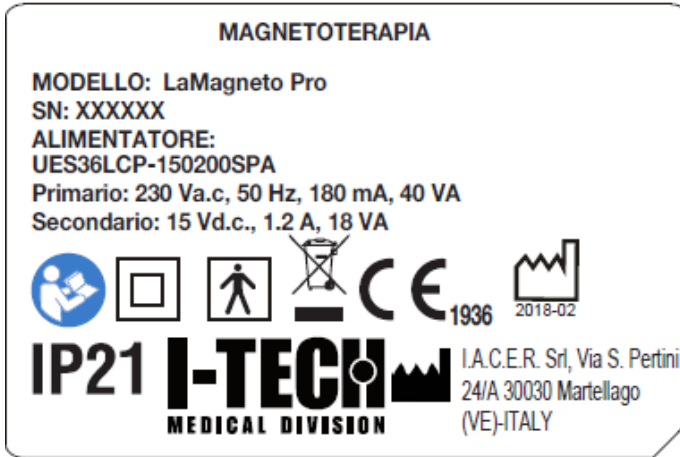 MAGNETOTERAPIA
MODELLO: LaMagneto Pro
SN: XXXXXX
ALIMENTATORE:
UES36LCP-150200SPA
Primario: 230 Va.c, 50 Hz, 180 mA, 40 VA
Secondario: 15 Vd.c., 1.2 A, 18 VA
CE 1936
2018-02
IP21
I-TECH
MEDICAL DIVISION
I.A.C.E.R. Srl, Via S. Pertini
24/A 30030 Martellago
(VE)-ITALY